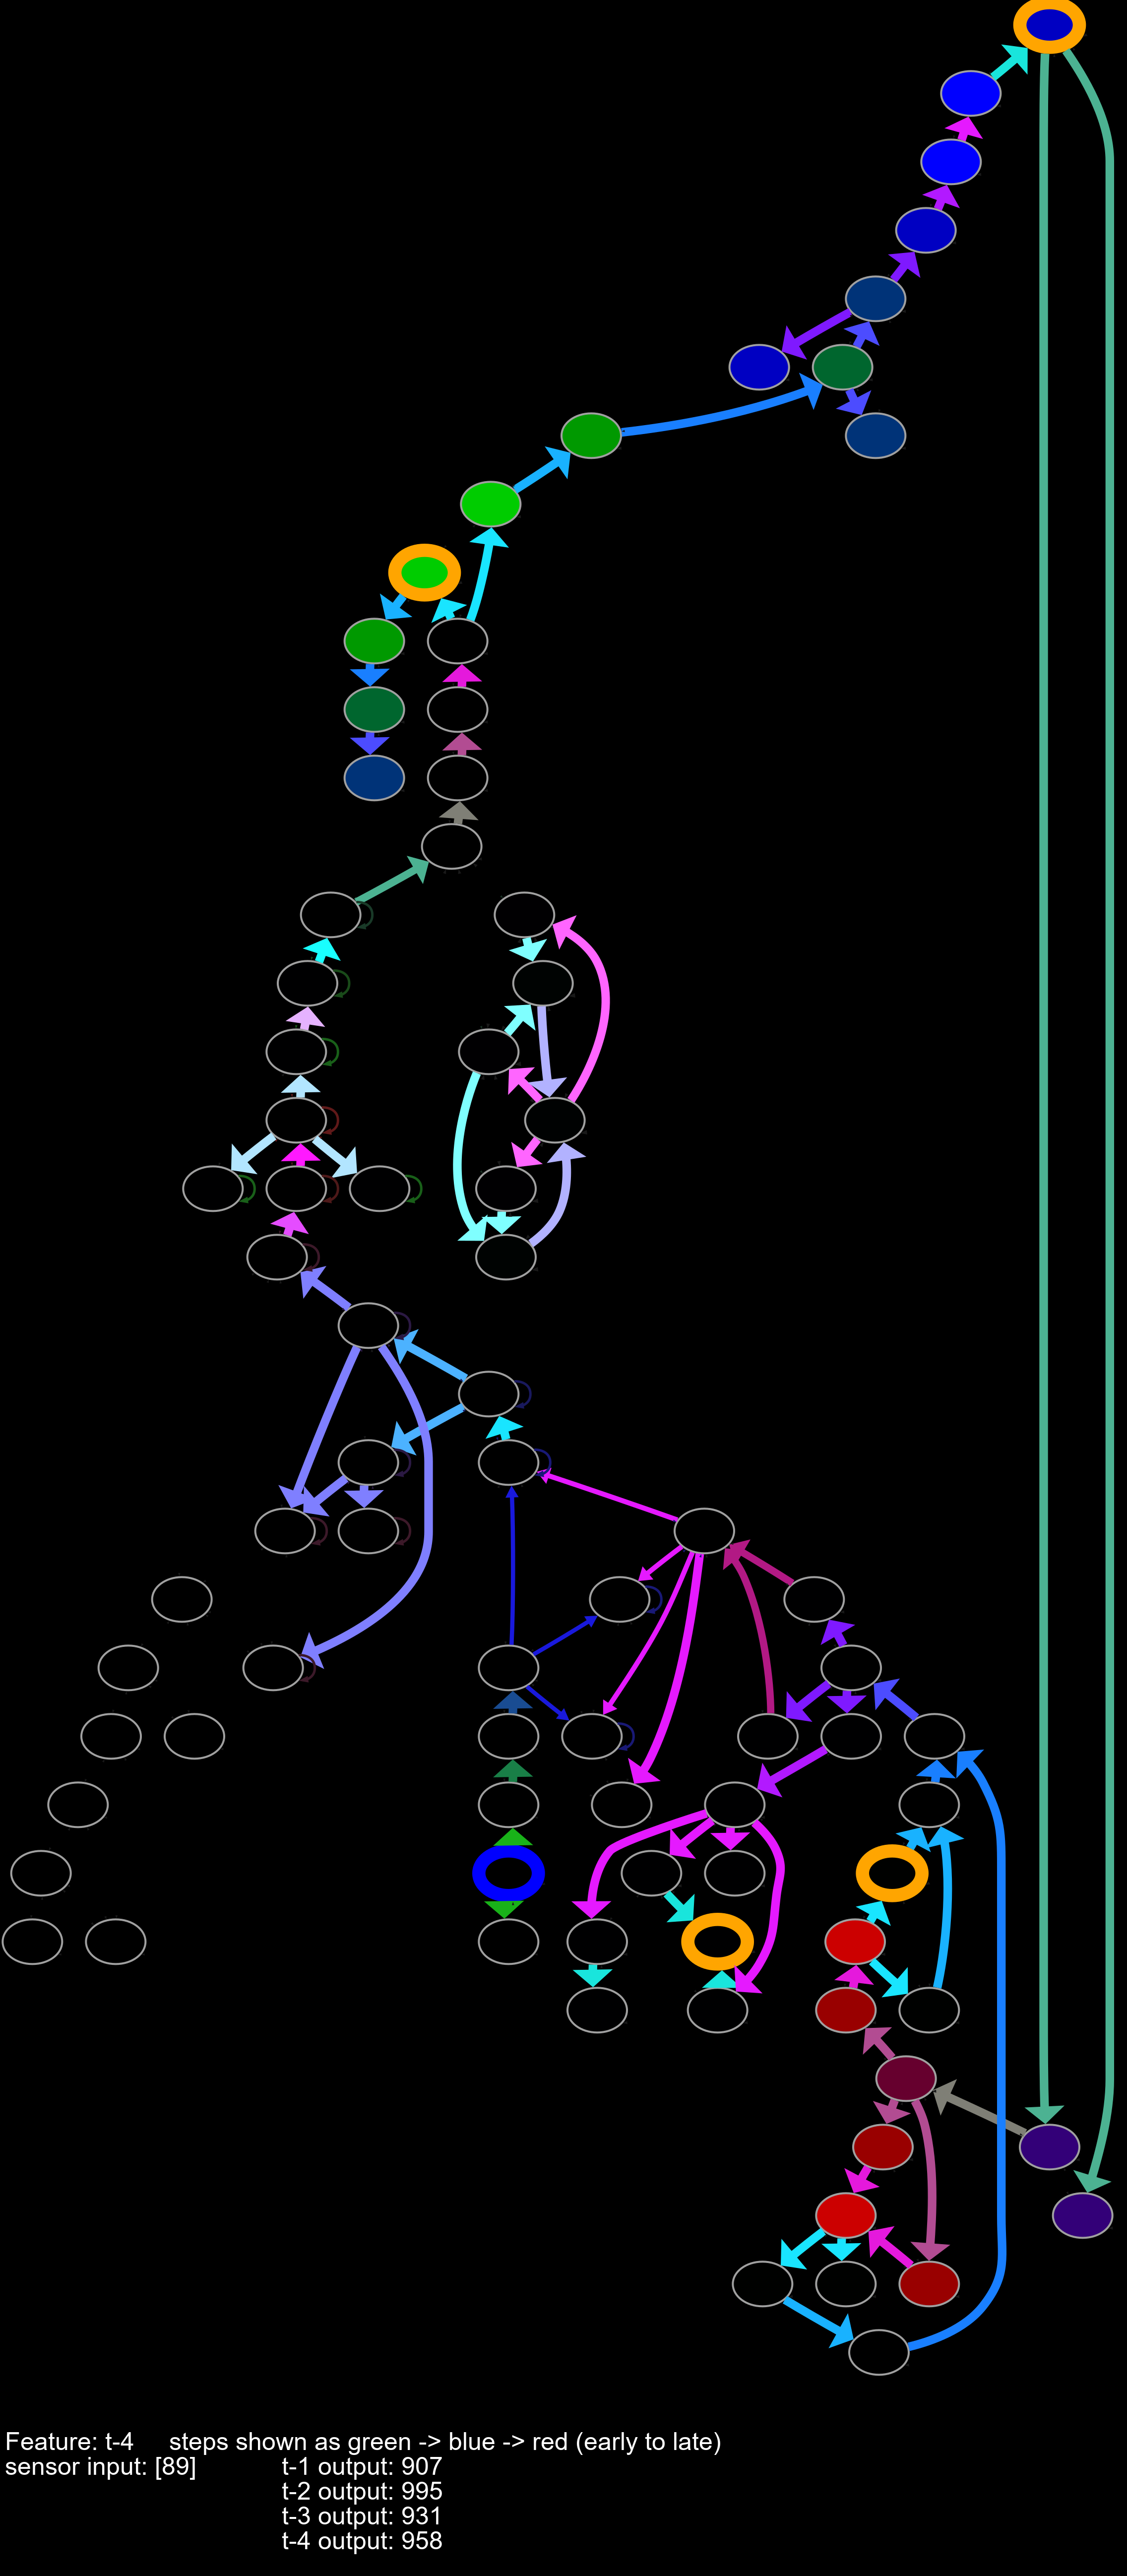 Feature: t-4 steps shown as green -> blue -> red (early to late)
sensor input: [89] t-1 output: 907
t-2 output: 995
t-3 output: 931
t-4 output: 958